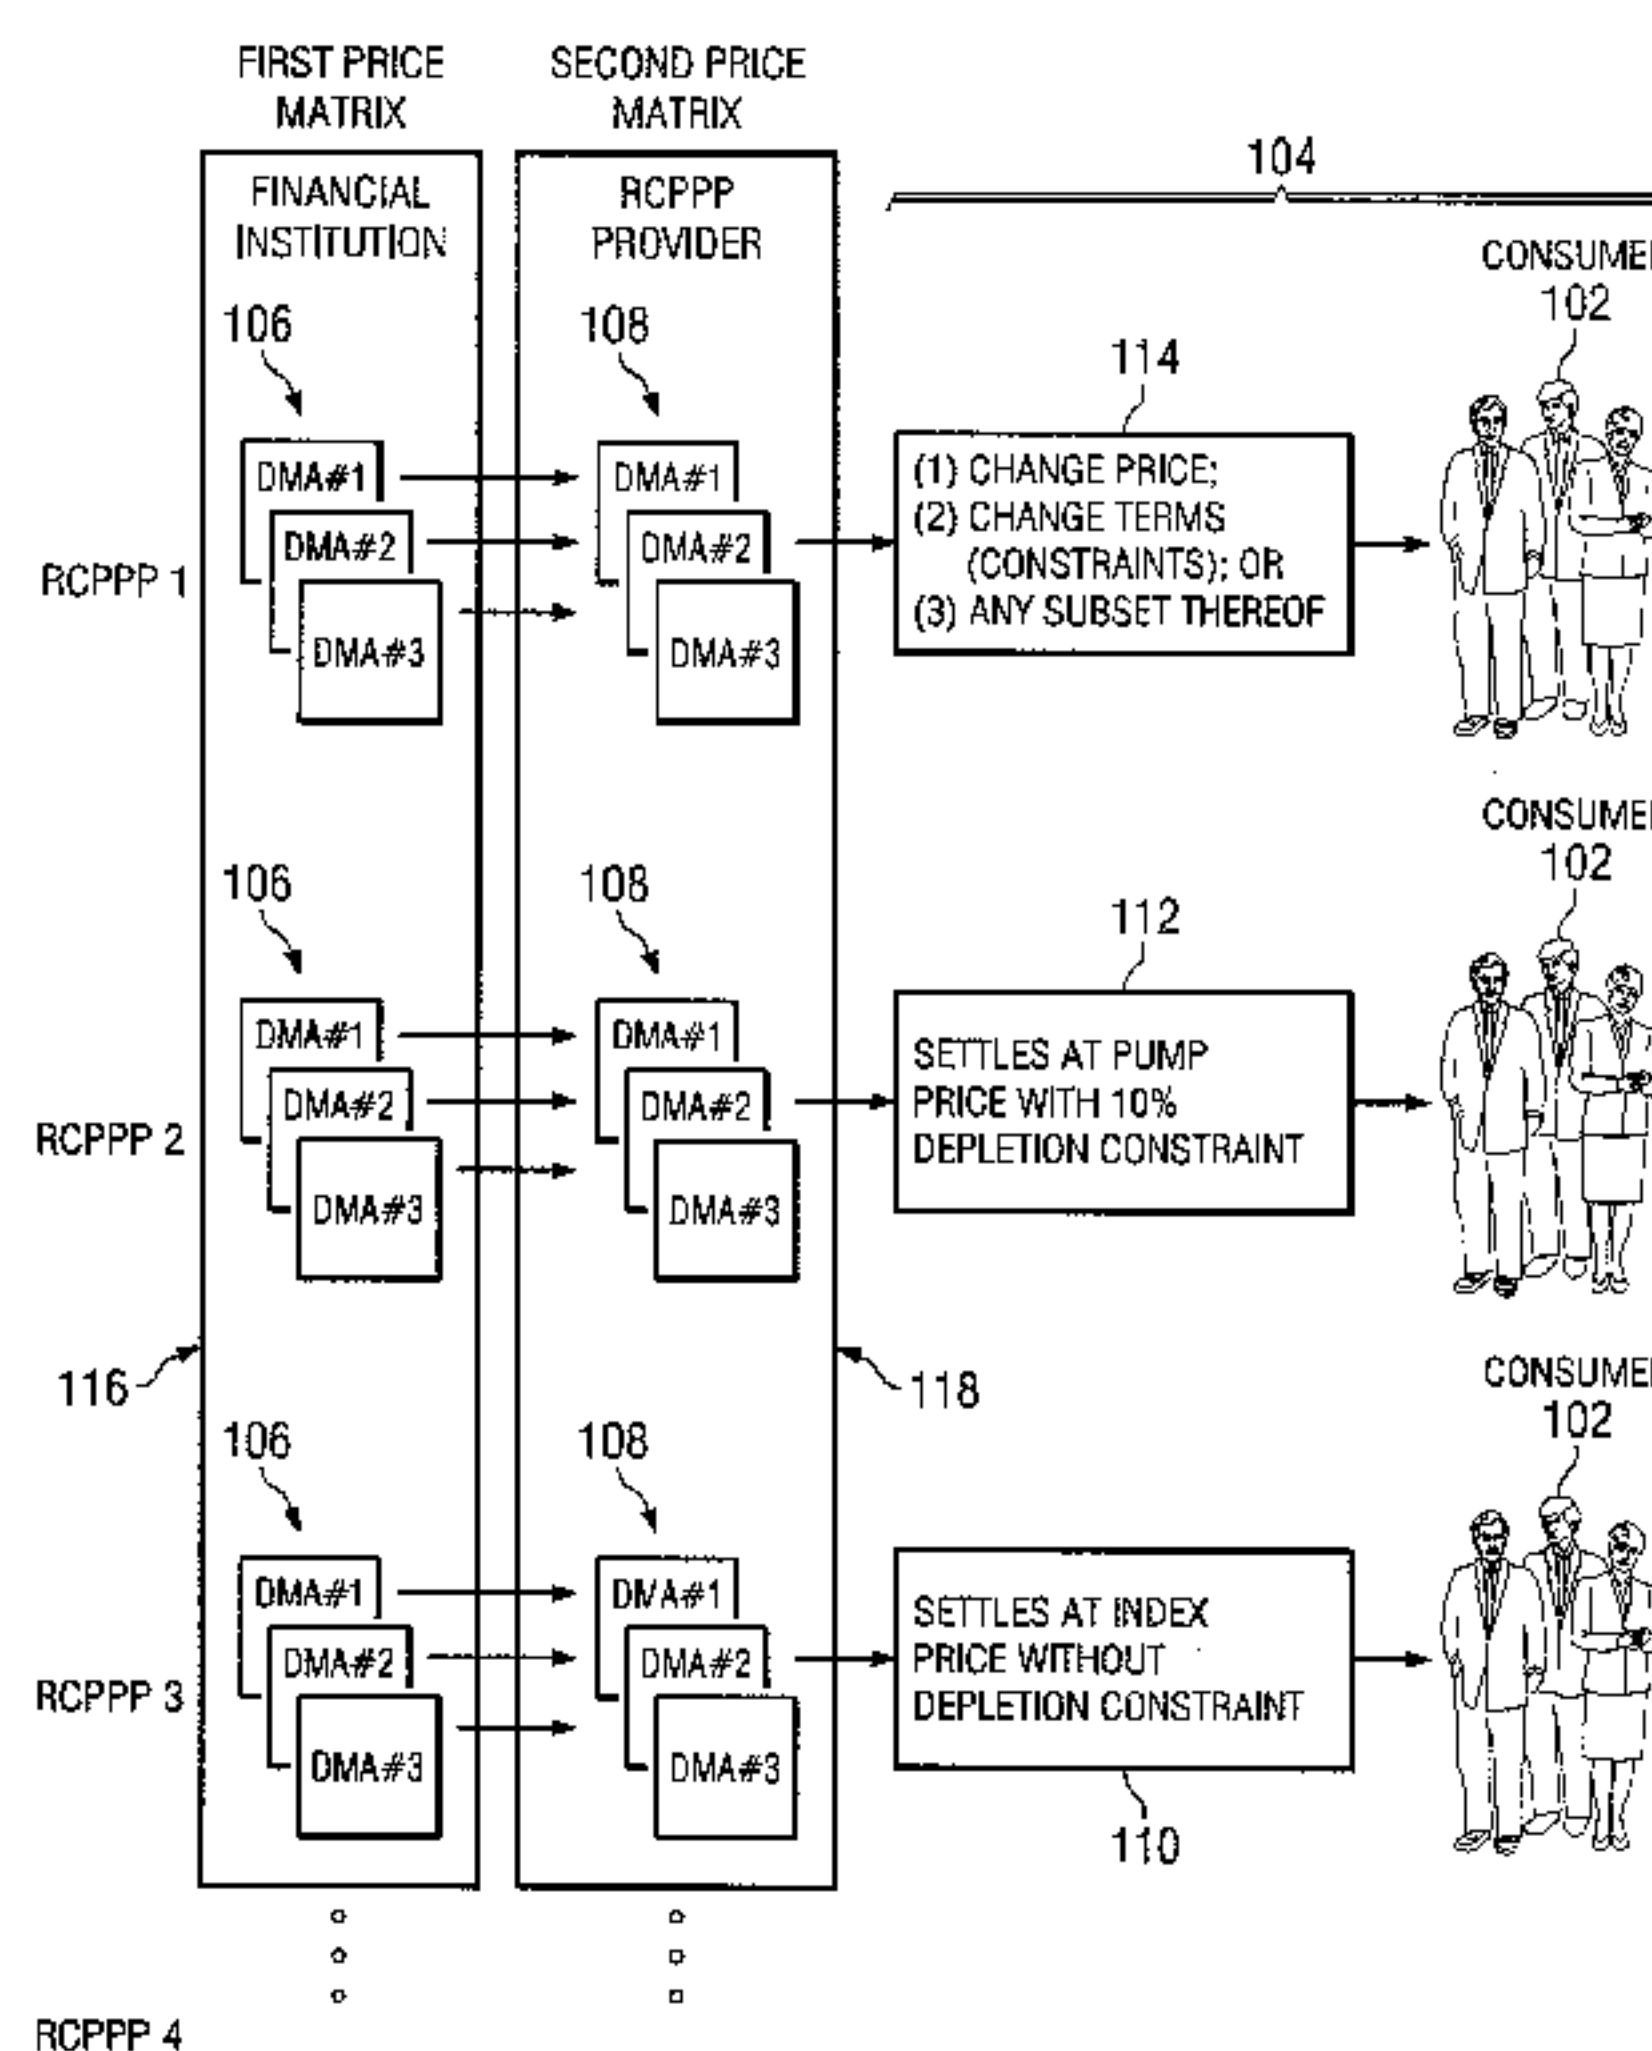 FIRST PRICE
MATRIX
SECOND PRICE
MATRIX
FINANCIAL
INSTITUTION
RCPPP
PROVIDER
104
CONSUME
102
106
108
114
DMA#1
DMA#2
DMA#3
DMA#1
DMA#2
DMA#3
(1) CHANGE PRICE;
(2) CHANGE TERMS
(CONSTRAINTS); OR
(3) ANY SUBSET THEREOF
RCPPP 1
CONSUME
102
106
108
112
DMA#1
DMA#2
DMA#3
DMA#1
DMA#2
DMA#3
SETTLES AT PUMP
PRICE WITH 10%
DEPLETION CONSTRAINT
RCPPP 2
116
118
CONSUME
102
106
108
DMA#1
DMA#2
DMA#3
DMA#1
DMA#2
DMA#3
SETTLES AT INDEX
PRICE WITHOUT
DEPLETION CONSTRAINT
RCPPP 3
110
RCPPP 4